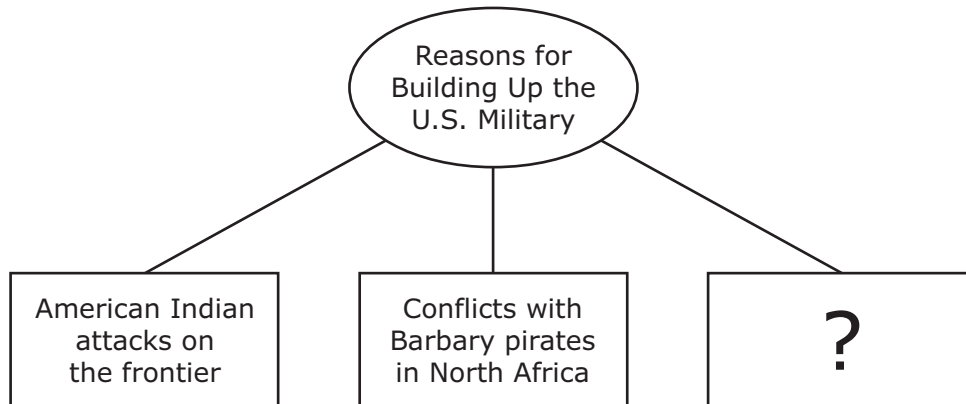 Reasons for
Building Up the
U.S. Military
American Indian
attacks on
the frontier
Conflicts with
Barbary pirates
in North Africa
?